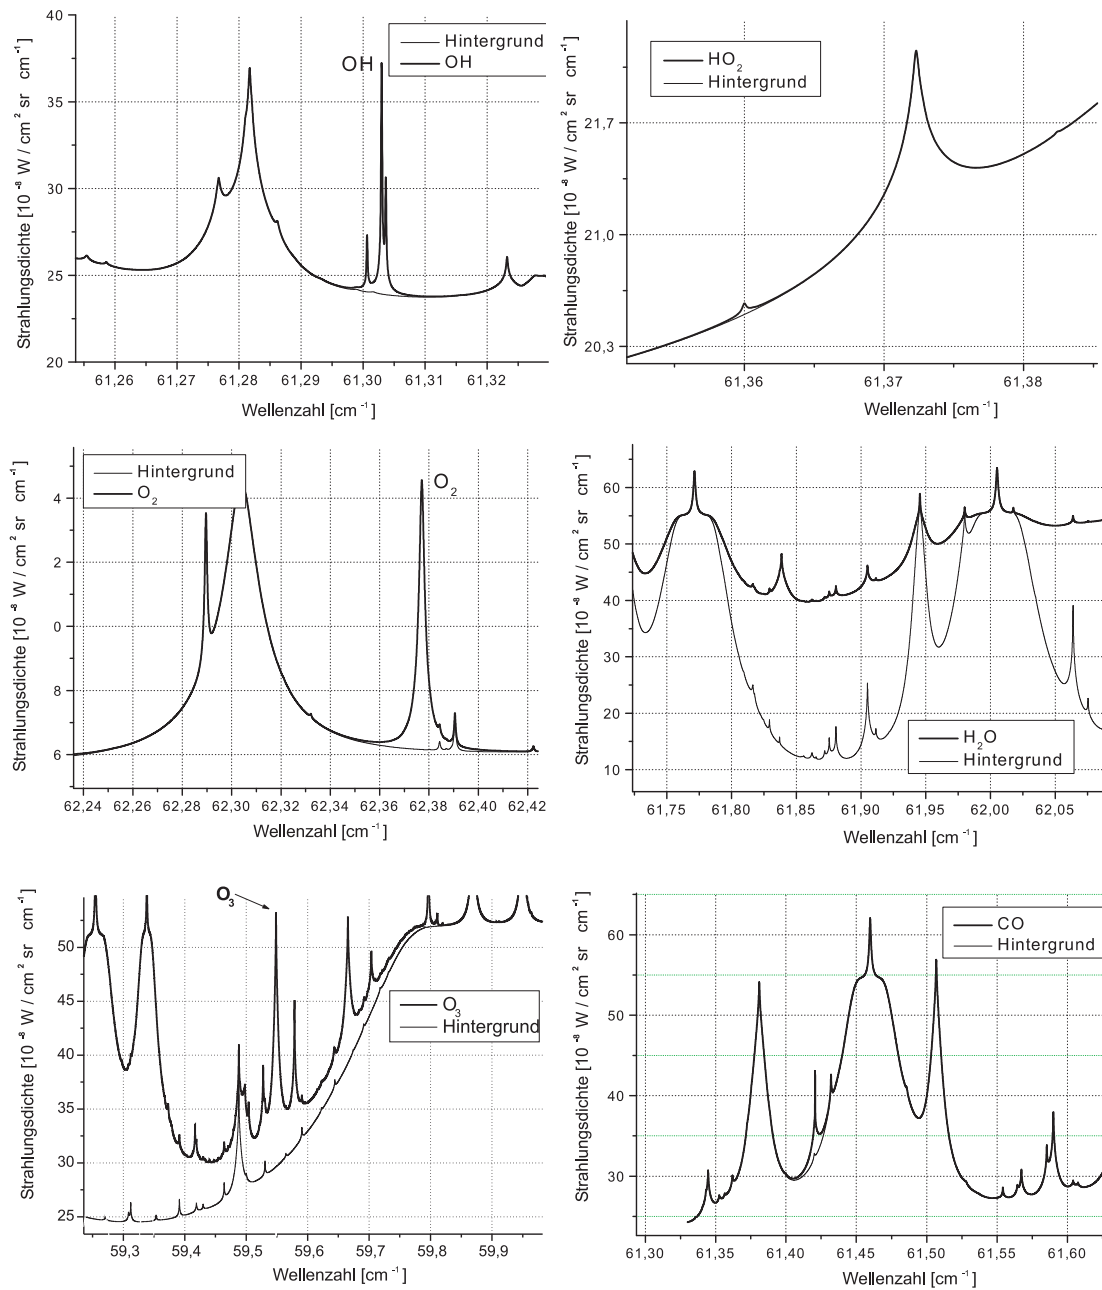 Strahlungsdichte [10⁻⁸ W / cm² sr cm⁻¹]
40
35
30
25
20
OH
Hintergrund
OH
61,26 61,27 61,28 61,29 61,30 61,31 61,32
Wellenzahl [cm⁻¹]
Strahlungsdichte [10⁻⁸ W / cm² sr cm⁻¹]
21,7
21,0
20,3
HO₂
Hintergrund
61,36 61,37 61,38
Wellenzahl [cm⁻¹]
Strahlungsdichte [10⁻⁸ W / cm² sr cm⁻¹]
4
2
0
8
6
Hintergrund
O₂
O₂
62,24 62,26 62,28 62,30 62,32 62,34 62,36 62,38 62,40 62,42
Wellenzahl [cm⁻¹]
Strahlungsdichte [10⁻⁸ W / cm² sr cm⁻¹]
60
50
40
30
20
10
H₂O
Hintergrund
61,75 61,80 61,85 61,90 61,95 62,00 62,05
Wellenzahl [cm⁻¹]
Strahlungsdichte [10⁻⁸ W / cm² sr cm⁻¹]
50
45
40
35
30
25
O₃
O₃
Hintergrund
59,3 59,4 59,5 59,6 59,7 59,8 59,9
Wellenzahl [cm⁻¹]
Strahlungsdichte [10⁻⁸ W / cm² sr cm⁻¹]
60
50
40
30
CO
Hintergrund
61,30 61,35 61,40 61,45 61,50 61,55 61,60
Wellenzahl [cm⁻¹]